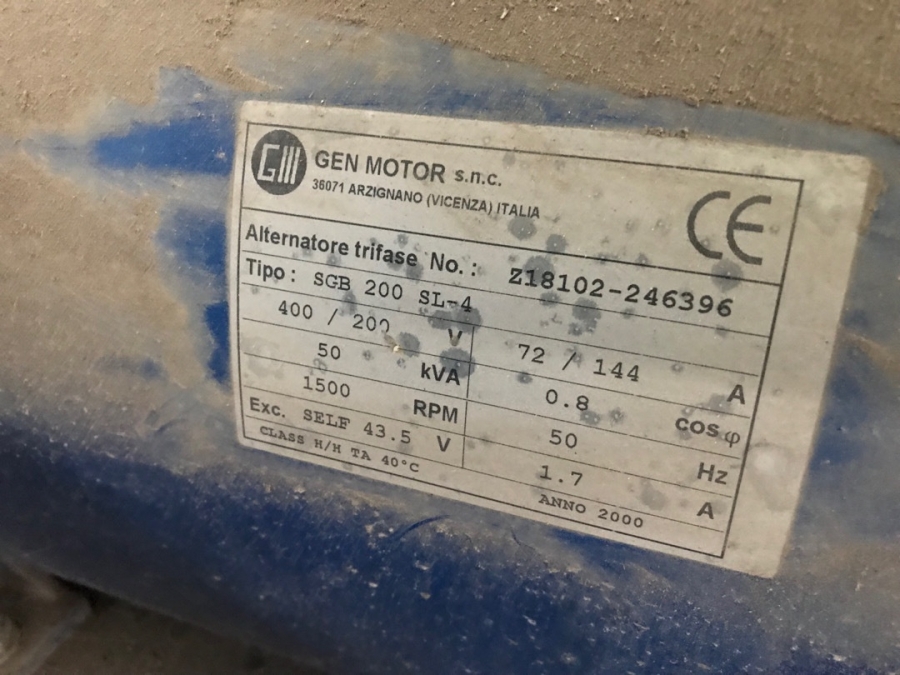 GM
GEN MOTOR s.n.c.
36071 ARZIGNANO (VICENZA) ITALIA
CE
Alternatore trifase No.: Z18102-246396
Tipo: SGB 200 SL-4
400 / 200 V 72 / 144 A
50 kVA 0.8 cos φ
1500 RPM 50 Hz
Exc. SELF 43.5 V 1.7 A
CLASS H/H TA 40°C ANNO 2000